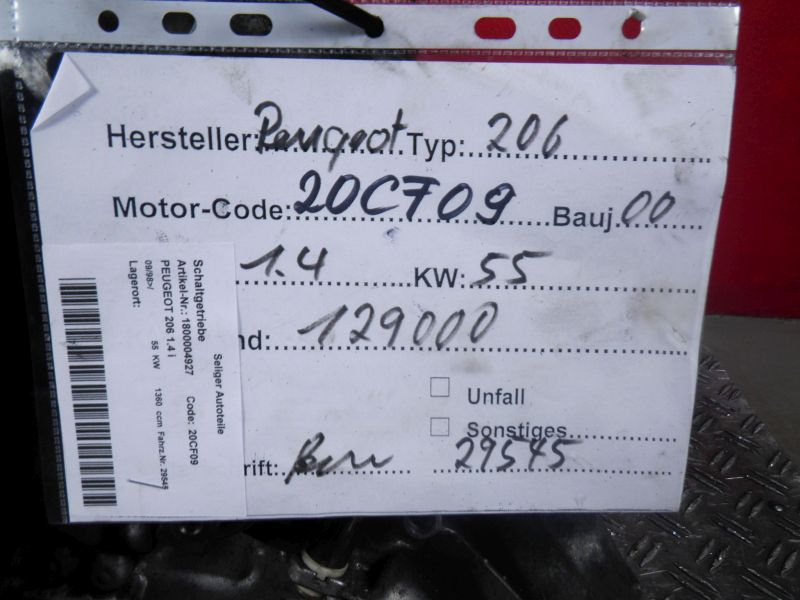 Hersteller: Peugeot Typ: 206
Motor-Code: 20CF09 Bauj. 00
1.4 KW: 55
nd: 129000
Unfall
Sonstiges
rift: 29545
Seliger Autoteile
Schaltgetriebe
Artikel-Nr.: 1800004927 Code: 20CF09
PEUGEOT 206 1.4 i
09/98>/ 55 KW 1360 ccm Fahrz.Nr. 29545
Lagerort: